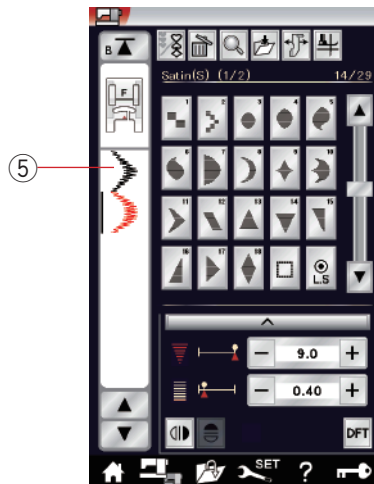 B
F
Satin(S) (1/2) 14/29
1 2 3 4 5
6 7 8 9 10
⑤
11 12 13 14 15
16 17 18 L.S
− 9.0 +
− 0.40 +
DFT
SET ?